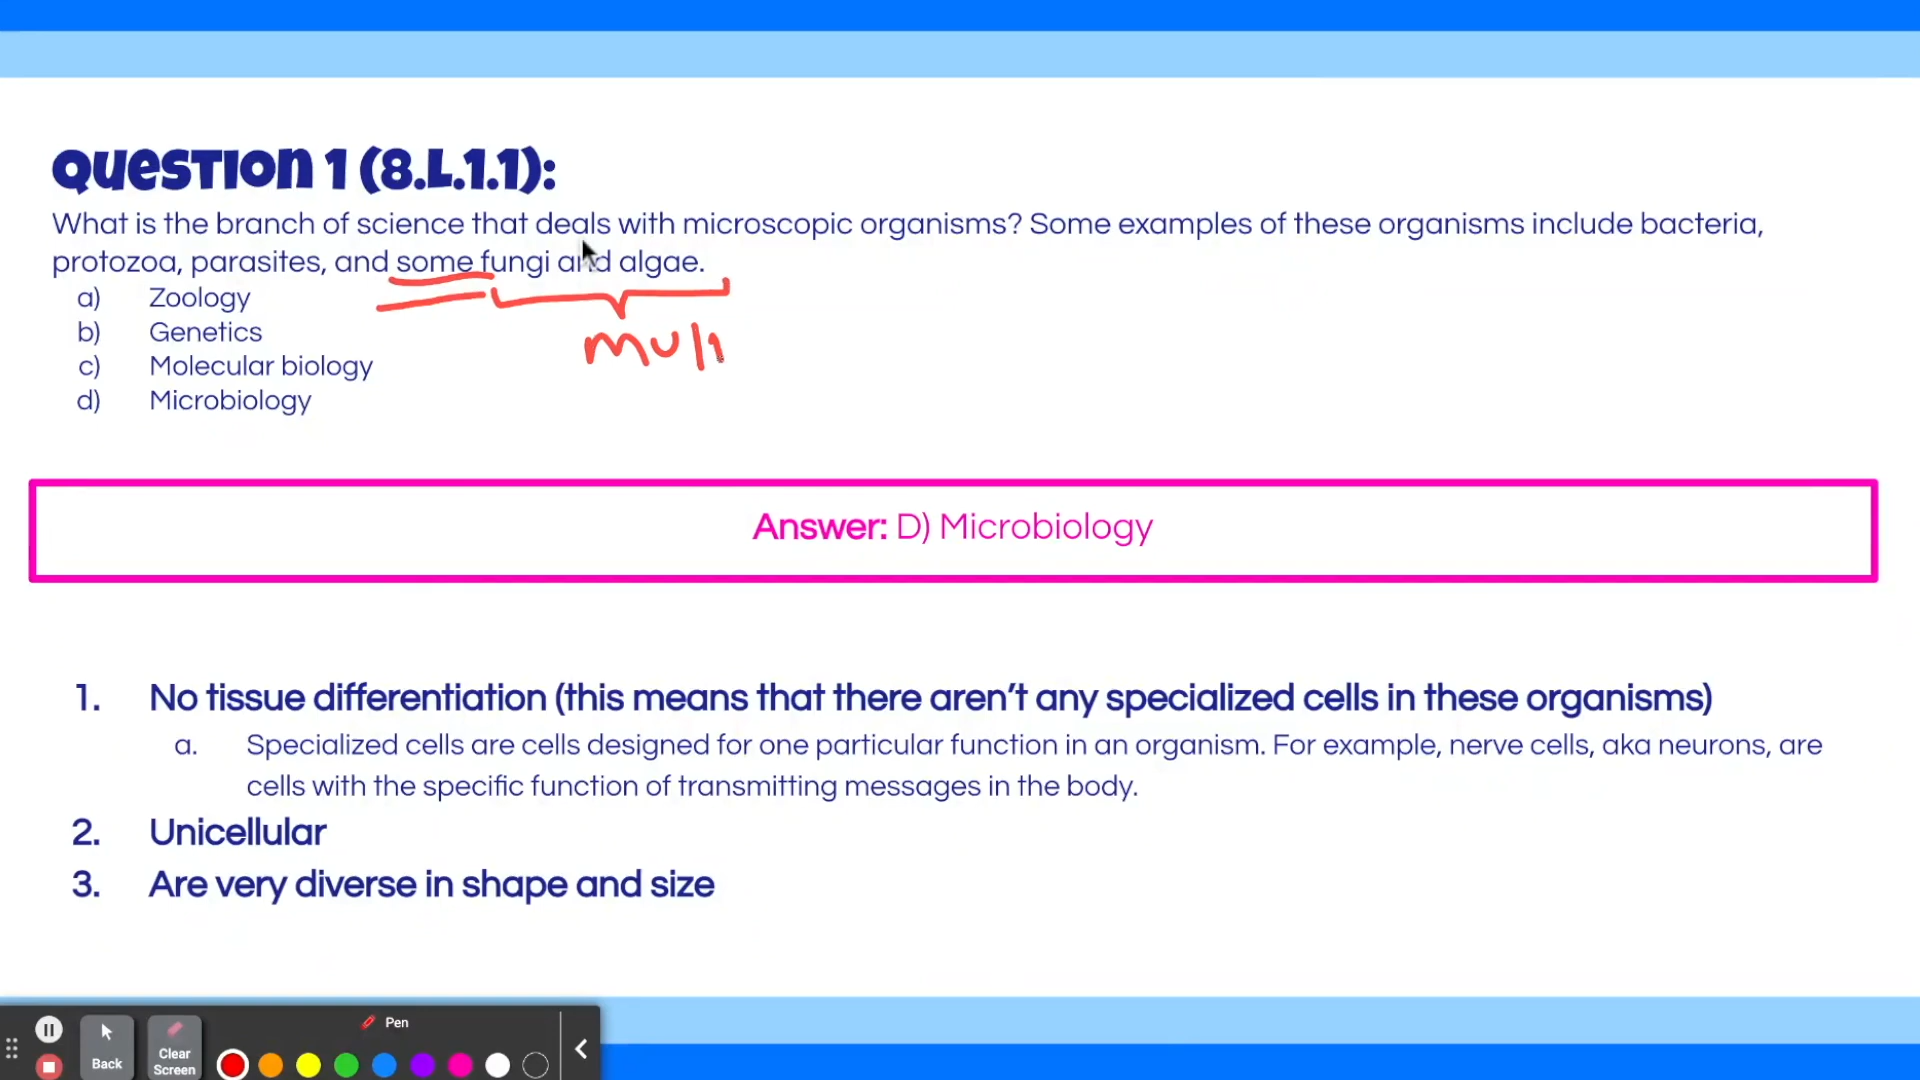 Question 1 (8.L.1.1):
What is the branch of science that deals with microscopic organisms? Some examples of these organisms include bacteria,
protozoa, parasites, and some fungi and algae.
a) Zoology
b) Genetics
c) Molecular biology
d) Microbiology
mul
Answer: D) Microbiology
1. No tissue differentiation (this means that there aren’t any specialized cells in these organisms)
a. Specialized cells are cells designed for one particular function in an organism. For example, nerve cells, aka neurons, are
cells with the specific function of transmitting messages in the body.
2. Unicellular
3. Are very diverse in shape and size
Pen
Back
Clear
Screen